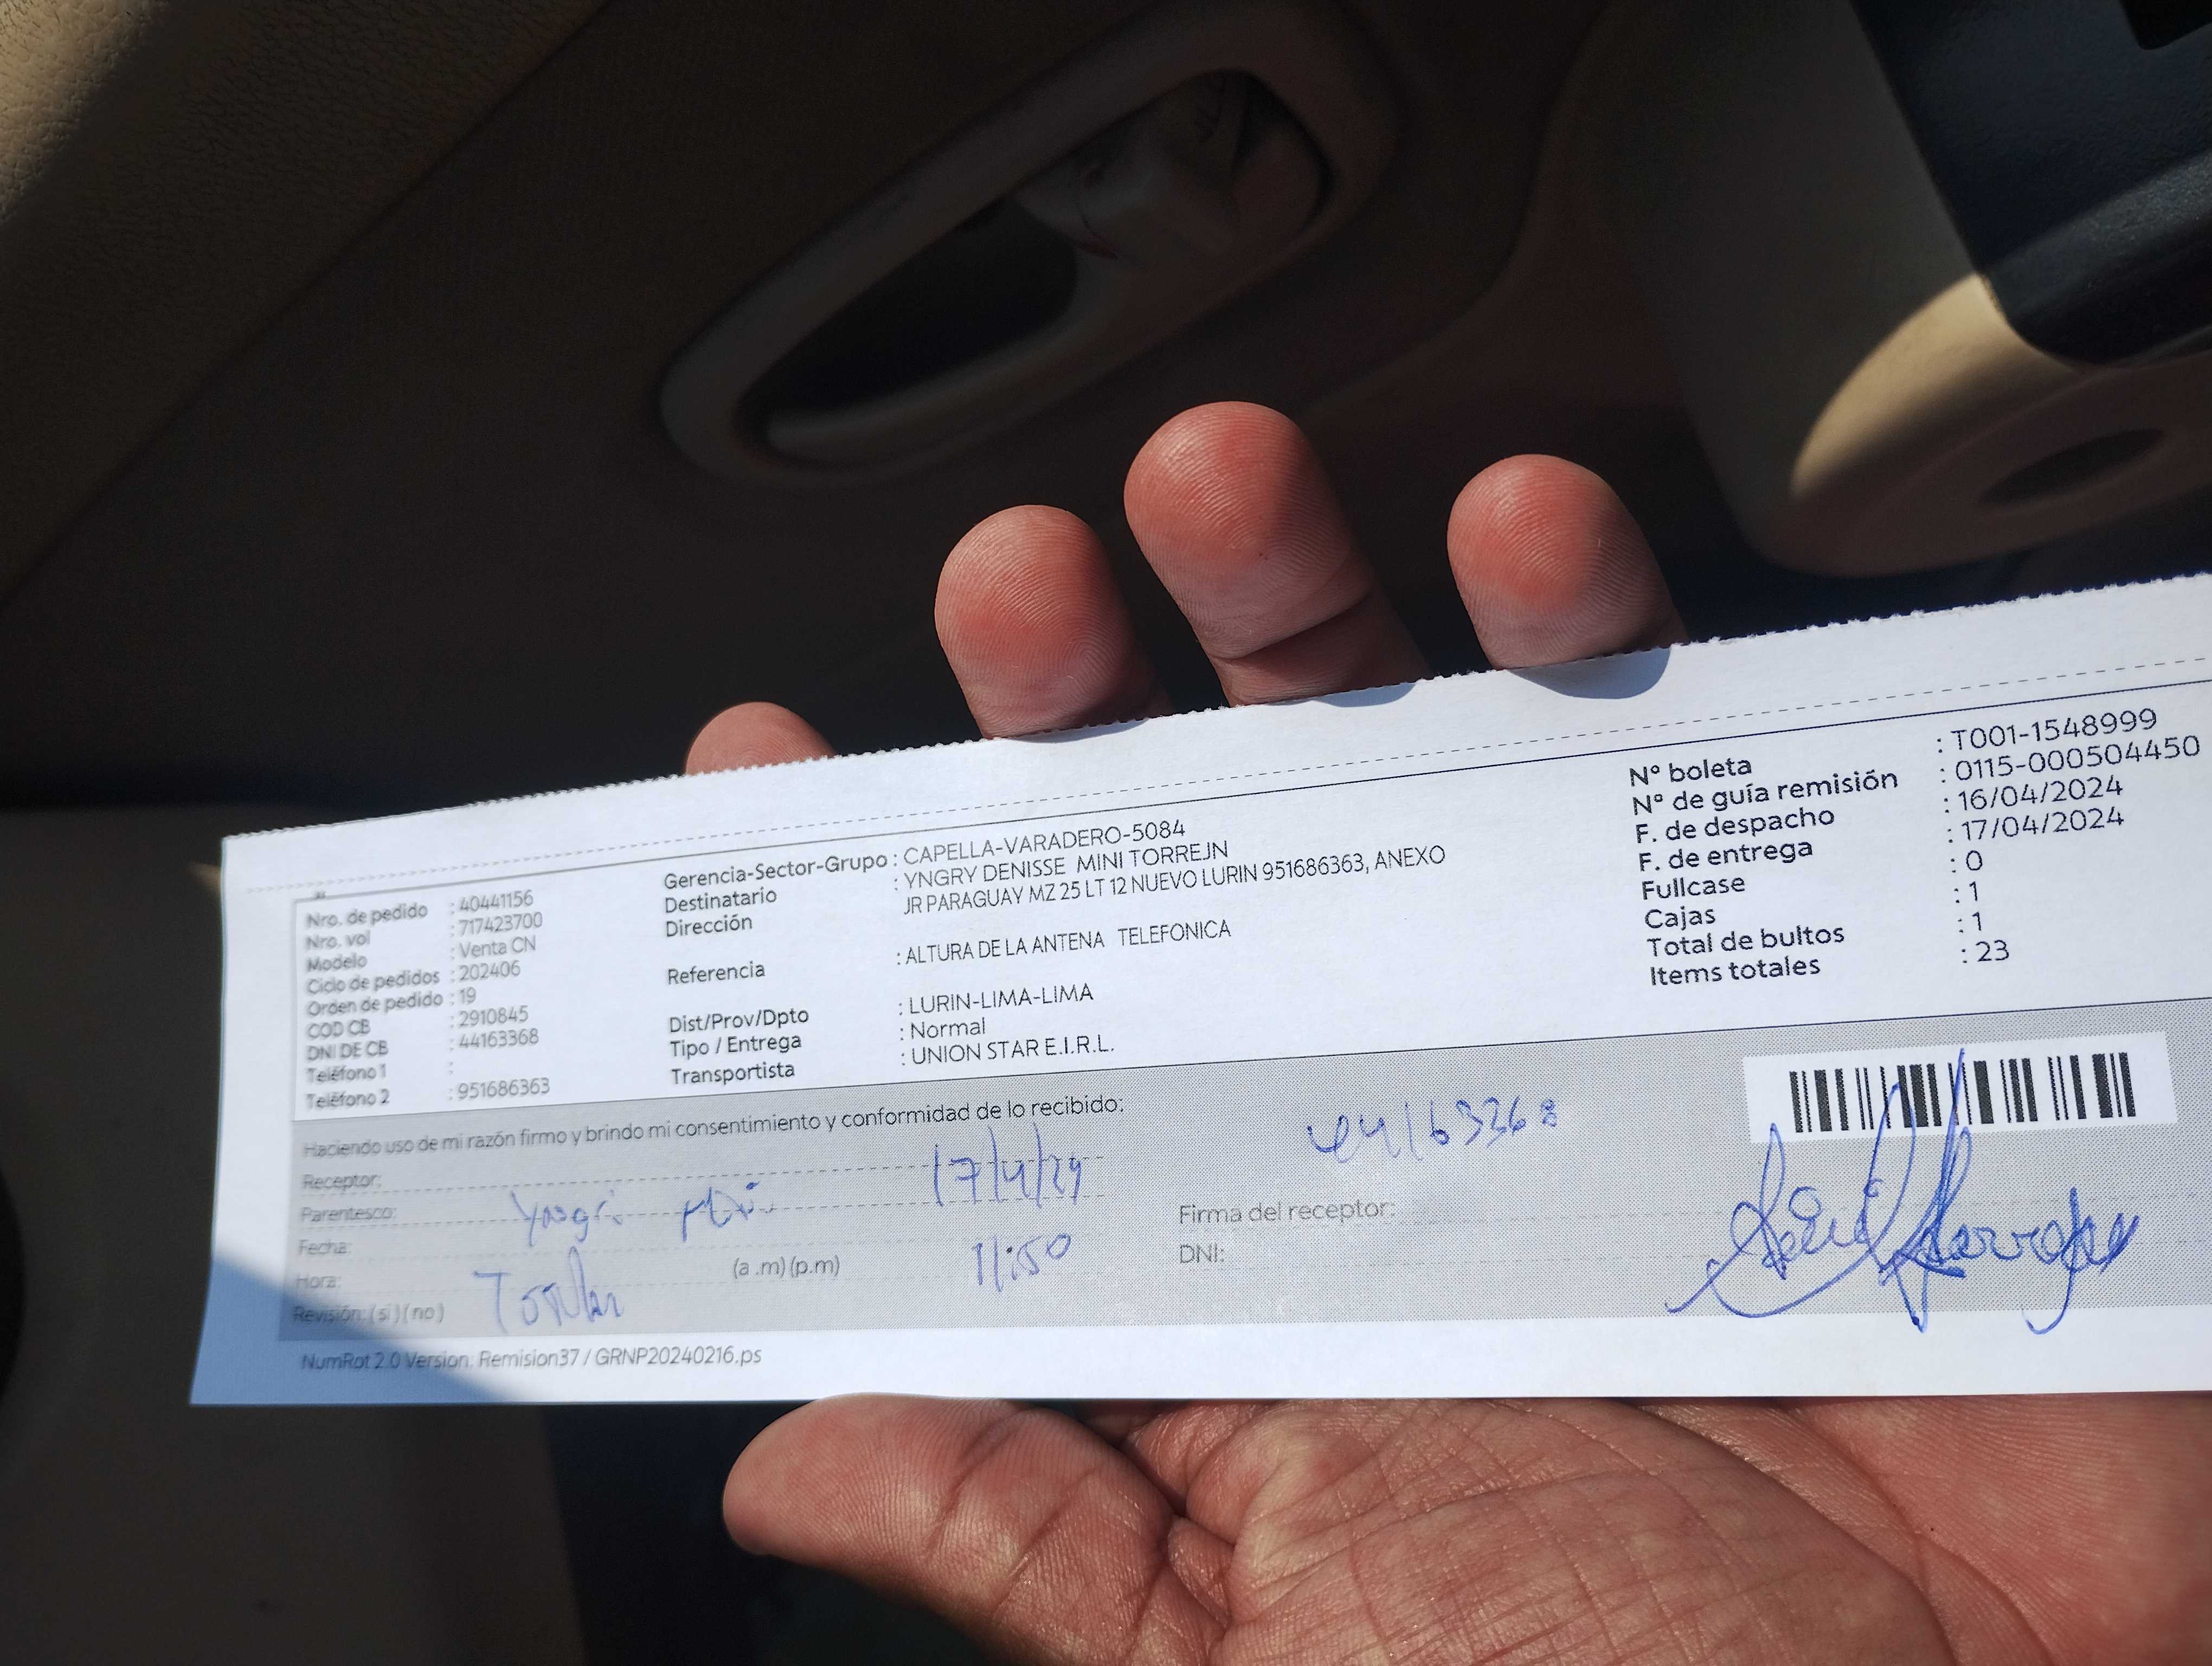 Nro. de pedido : 40441156
Nro. vol : 717423700
Modelo : Venta CN
Ciclo de pedidos : 202406
Orden de pedido : 19
COD CB : 2910845
DNI DE CB : 44163368
Teléfono 1 :
Teléfono 2 : 951686363
Gerencia-Sector-Grupo : CAPELLA-VARADERO-5084
Destinatario : YNGRY DENISSE MINI TORREJN
Dirección JR PARAGUAY MZ 25 LT 12 NUEVO LURIN 951686363, ANEXO
Referencia : ALTURA DE LA ANTENA TELEFONICA
Dist/Prov/Dpto : LURIN-LIMA-LIMA
Tipo / Entrega : Normal
Transportista : UNION STAR E.I.R.L.
N° boleta : T001-1548999
N° de guía remisión : 0115-000504450
F. de despacho : 16/04/2024
F. de entrega : 17/04/2024
Fullcase : 0
Cajas : 1
Total de bultos : 1
Items totales : 23
Haciendo uso de mi razón firmo y brindo mi consentimiento y conformidad de lo recibido:
Receptor:
Parentesco:
Fecha: 17/4/24
Hora: (a .m) (p.m) 11:50
Revisión: ( si ) ( no )
44163368
Firma del receptor:
DNI:
NumRot 2.0 Version: Remision37 / GRNP20240216.ps